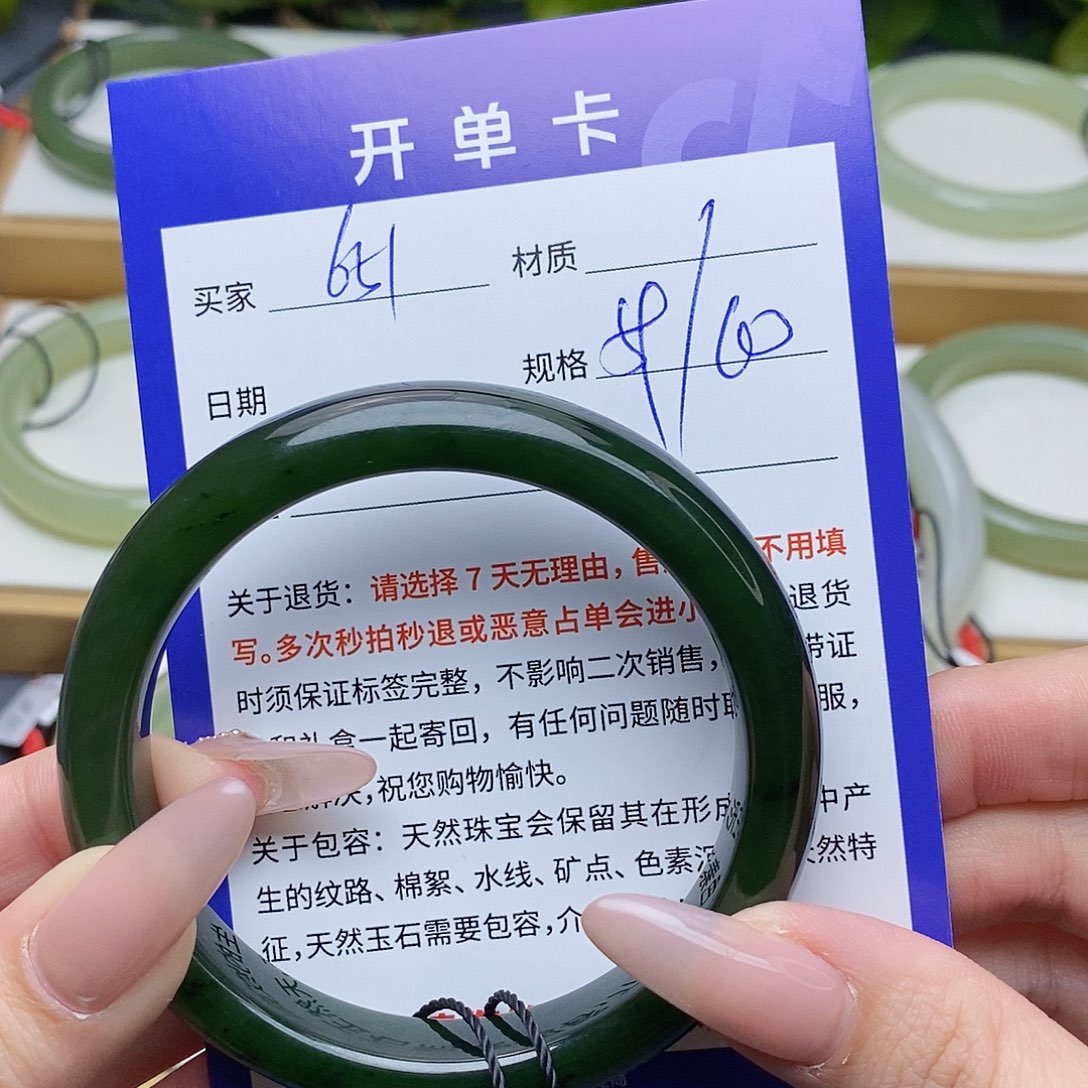 开单卡
买家 651 材质
规格
日期
关于退货：请选择7天无理由，售 不用填
写。多次秒拍秒退或恶意占单会进小 退货
时须保证标签完整，不影响二次销售， 带证
和礼盒一起寄回，有任何问题随时联 服，
解决，祝您购物愉快。
关于包容：天然珠宝会保留其在形成 中产
生的纹路、棉絮、水线、矿点、色素沉 天然特
征，天然玉石需要包容，介